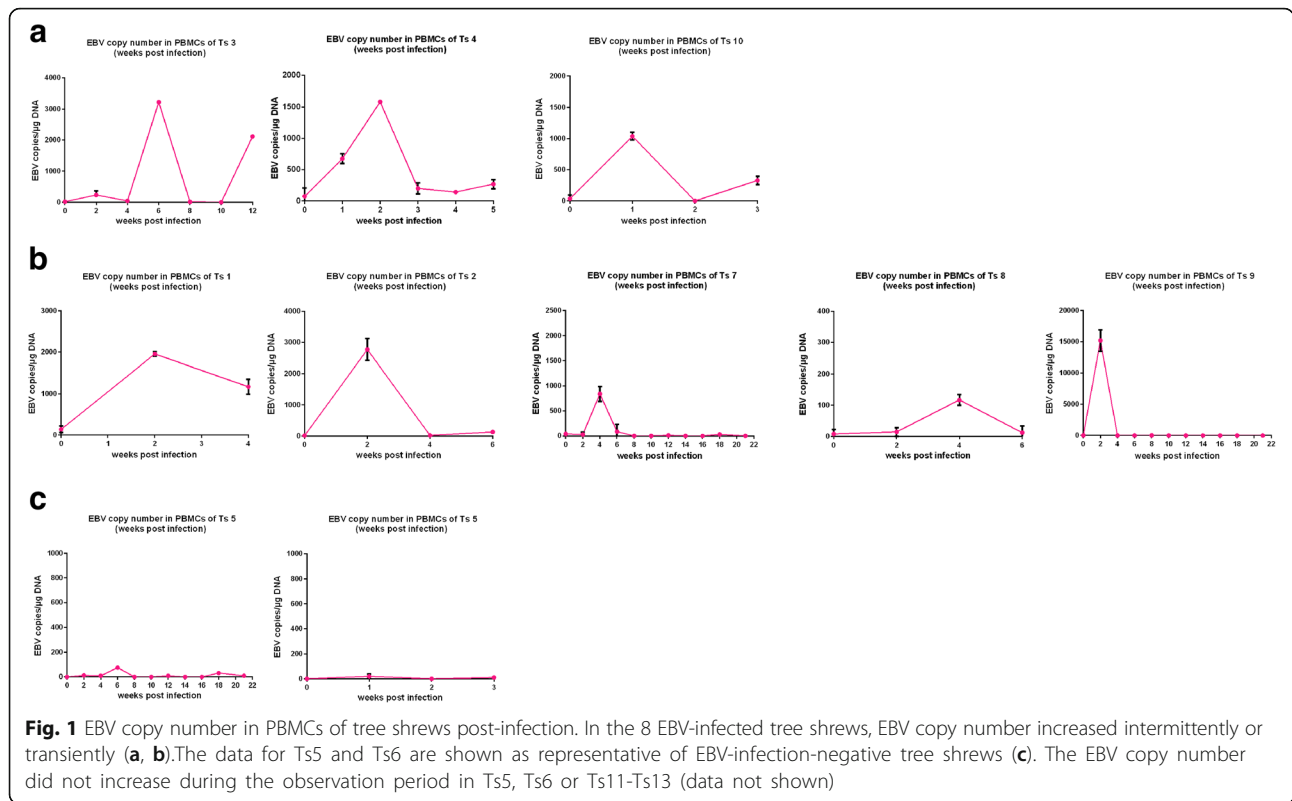 a
EBV copy number in PBMCs of Ts 3
(weeks post infection)
EBV copies/µg DNA
4000
3000
2000
1000
0
0 2 4 6 8 10 12
weeks post infection
EBV copy number in PBMCs of Ts 4
(weeks post infection)
EBV copies/µg DNA
2000
1500
1000
500
0
0 1 2 3 4 5
weeks post infection
EBV copy number in PBMCs of Ts 10
(weeks post infection)
EBV copies/µg DNA
2000
1500
1000
500
0
0 1 2 3
weeks post infection
b
EBV copy number in PBMCs of Ts 1
(weeks post infection)
EBV copies/µg DNA
3000
2000
1000
0
0 1 2 3 4
weeks post infection
EBV copy number in PBMCs of Ts 2
(weeks post infection)
EBV copies/µg DNA
4000
3000
2000
1000
0
0 2 4 6
weeks post infection
EBV copy number in PBMCs of Ts 7
(weeks post infection)
EBV copies/µg DNA
2500
2000
1500
1000
500
0
0 2 4 6 8 10 12 14 16 18 20 22
weeks post infection
EBV copy number in PBMCs of Ts 8
(weeks post infection)
EBV copies/µg DNA
400
300
200
100
0
0 2 4 6
weeks post infection
EBV copy number in PBMCs of Ts 9
(weeks post infection)
EBV copies/µg DNA
20000
15000
10000
5000
0
0 2 4 6 8 10 12 14 16 18 20 22
weeks post infection
c
EBV copy number in PBMCs of Ts 5
(weeks post infection)
EBV copies/µg DNA
1000
800
600
400
200
0
0 2 4 6 8 10 12 14 16 18 20 22
weeks post infection
EBV copy number in PBMCs of Ts 5
(weeks post infection)
EBV copies/µg DNA
1000
800
600
400
200
0
0 1 2 3
weeks post infection
Fig. 1 EBV copy number in PBMCs of tree shrews post-infection. In the 8 EBV-infected tree shrews, EBV copy number increased intermittently or
transiently (a, b).The data for Ts5 and Ts6 are shown as representative of EBV-infection-negative tree shrews (c). The EBV copy number
did not increase during the observation period in Ts5, Ts6 or Ts11-Ts13 (data not shown)